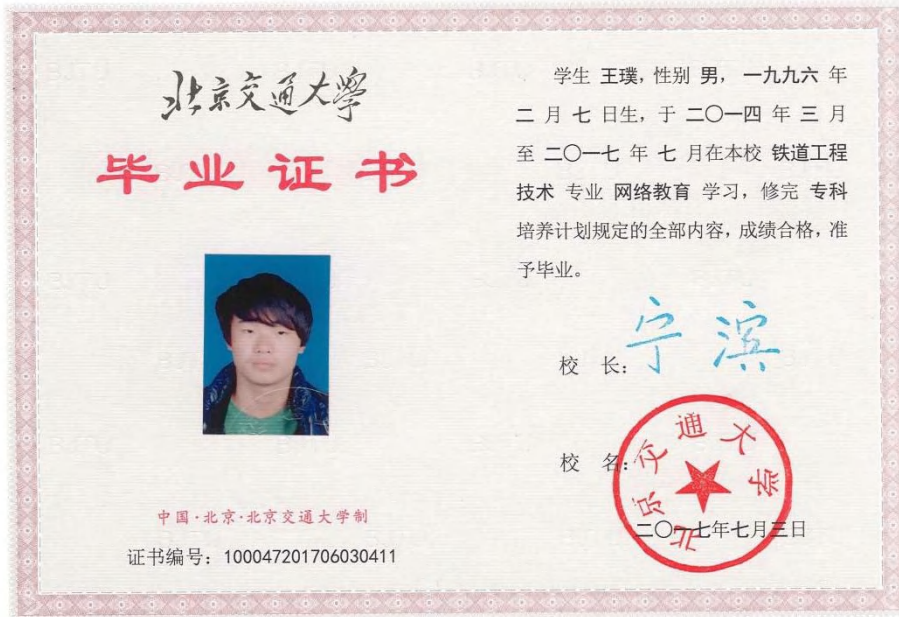 北京交通大学
毕业证书
中国·北京·北京交通大学制
证书编号：100047201706030411
学生 王璞，性别 男，一九九六 年
二 月 七 日生，于 二〇一四 年 三 月
至 二〇一七 年 七 月在本校 铁道工程
技术 专业 网络教育 学习，修完 专科
培养计划规定的全部内容，成绩合格，准
予毕业。
校 长：宁滨
校 名：
北京交通大学
二〇一七年七月三日